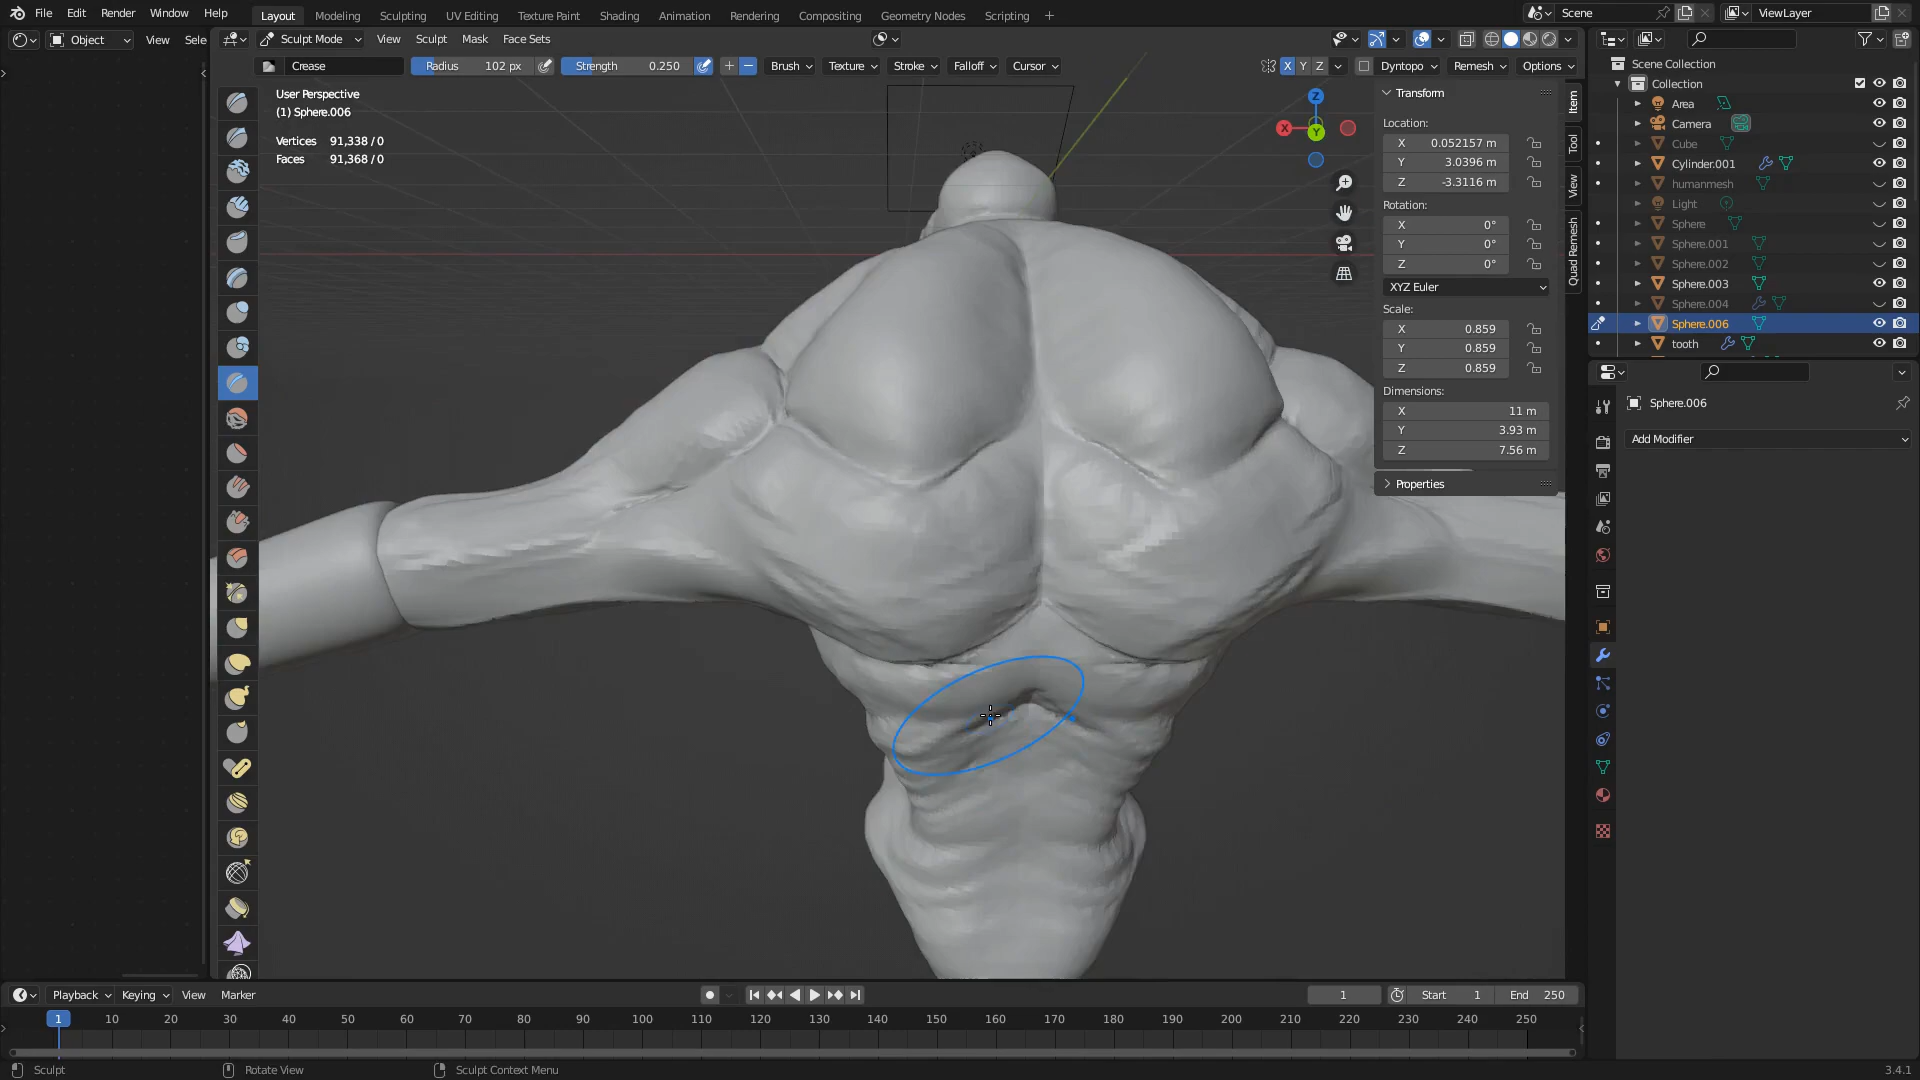 File Edit Render Window Help Layout Modeling Sculpting UV Editing Texture Paint Shading Animation Rendering Compositing Geometry Nodes Scripting + Scene ViewLayer
Object View Sele Sculpt Mode View Sculpt Mask Face Sets
Crease Radius 102 px Strength 0.250 Brush Texture Stroke Falloff Cursor X Y Z Dyntopo Remesh Options
User Perspective
(1) Sphere.006
Vertices 91,338 / 0
Faces 91,368 / 0
Z
X
Y
Transform
Location:
X 0.052157 m
Y 3.0396 m
Z -3.3116 m
Rotation:
X 0°
Y 0°
Z 0°
XYZ Euler
Scale:
X 0.859
Y 0.859
Z 0.859
Dimensions:
X 11 m
Y 3.93 m
Z 7.56 m
Properties
Item
Tool
View
Quad Remesh
Scene Collection
Collection
Area
Camera
Cube
Cylinder.001
humanmesh
Light
Sphere
Sphere.001
Sphere.002
Sphere.003
Sphere.004
Sphere.006
tooth
Sphere.006
Add Modifier
Playback Keying View Marker 1 Start 1 End 250
1 10 20 30 40 50 60 70 80 90 100 110 120 130 140 150 160 170 180 190 200 210 220 230 240 250
Sculpt Rotate View Sculpt Context Menu 3.4.1